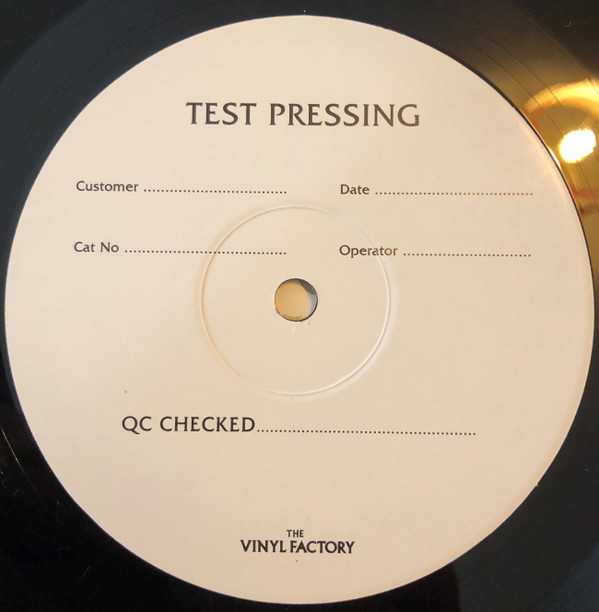 TEST PRESSING
Customer ................................. Date .....................................
Cat No ...................................... Operator ..............................
QC CHECKED...................................................
THE
VINYL FACTORY